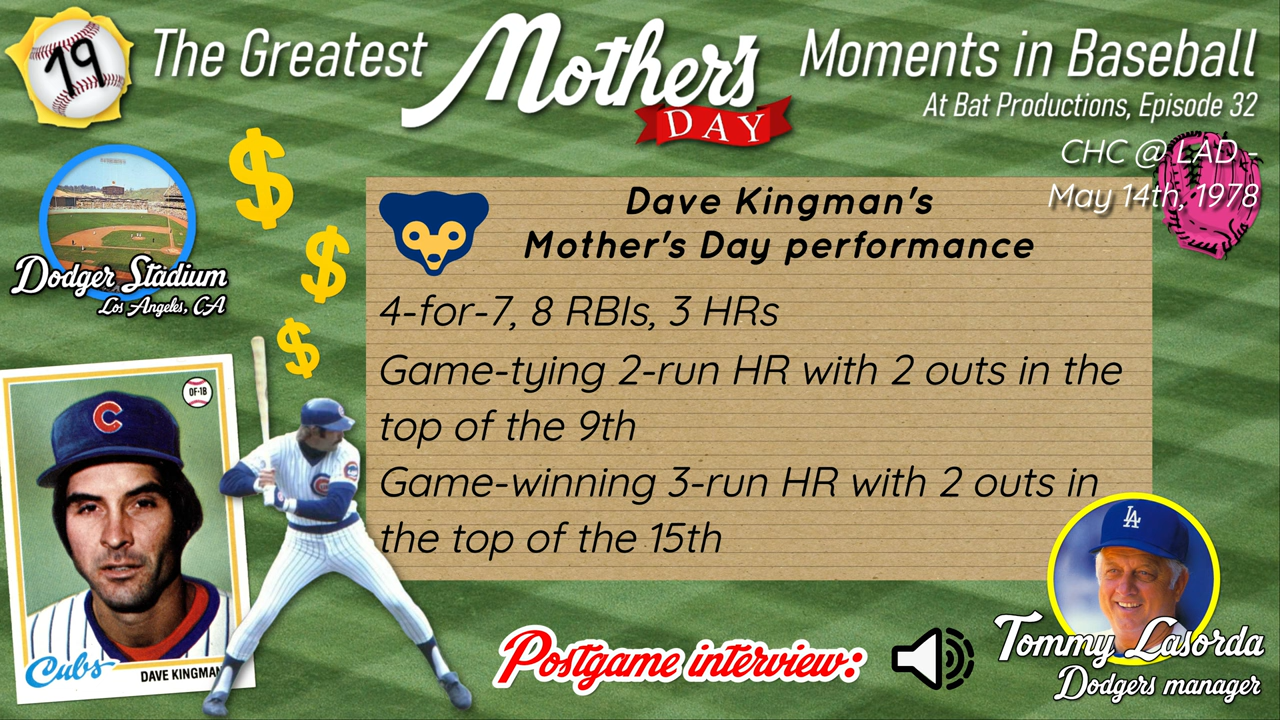 19
The Greatest Mother's Moments in Baseball
DAY
At Bat Productions, Episode 32
CHC @ LAD -
May 14th, 1978
Dodger Stadium
Los Angeles, CA
$
$
$
Dave Kingman's
Mother's Day performance
4-for-7, 8 RBIs, 3 HRs
Game-tying 2-run HR with 2 outs in the
top of the 9th
Game-winning 3-run HR with 2 outs in
the top of the 15th
OF-1B
C
Cubs
DAVE KINGMAN
LA
Postgame interview:
Tommy Lasorda
Dodgers manager